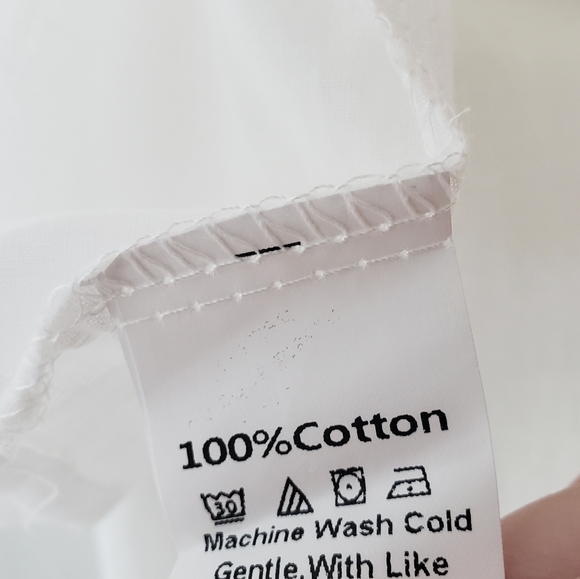 100%Cotton
30
Machine Wash Cold
Gentle.With Like